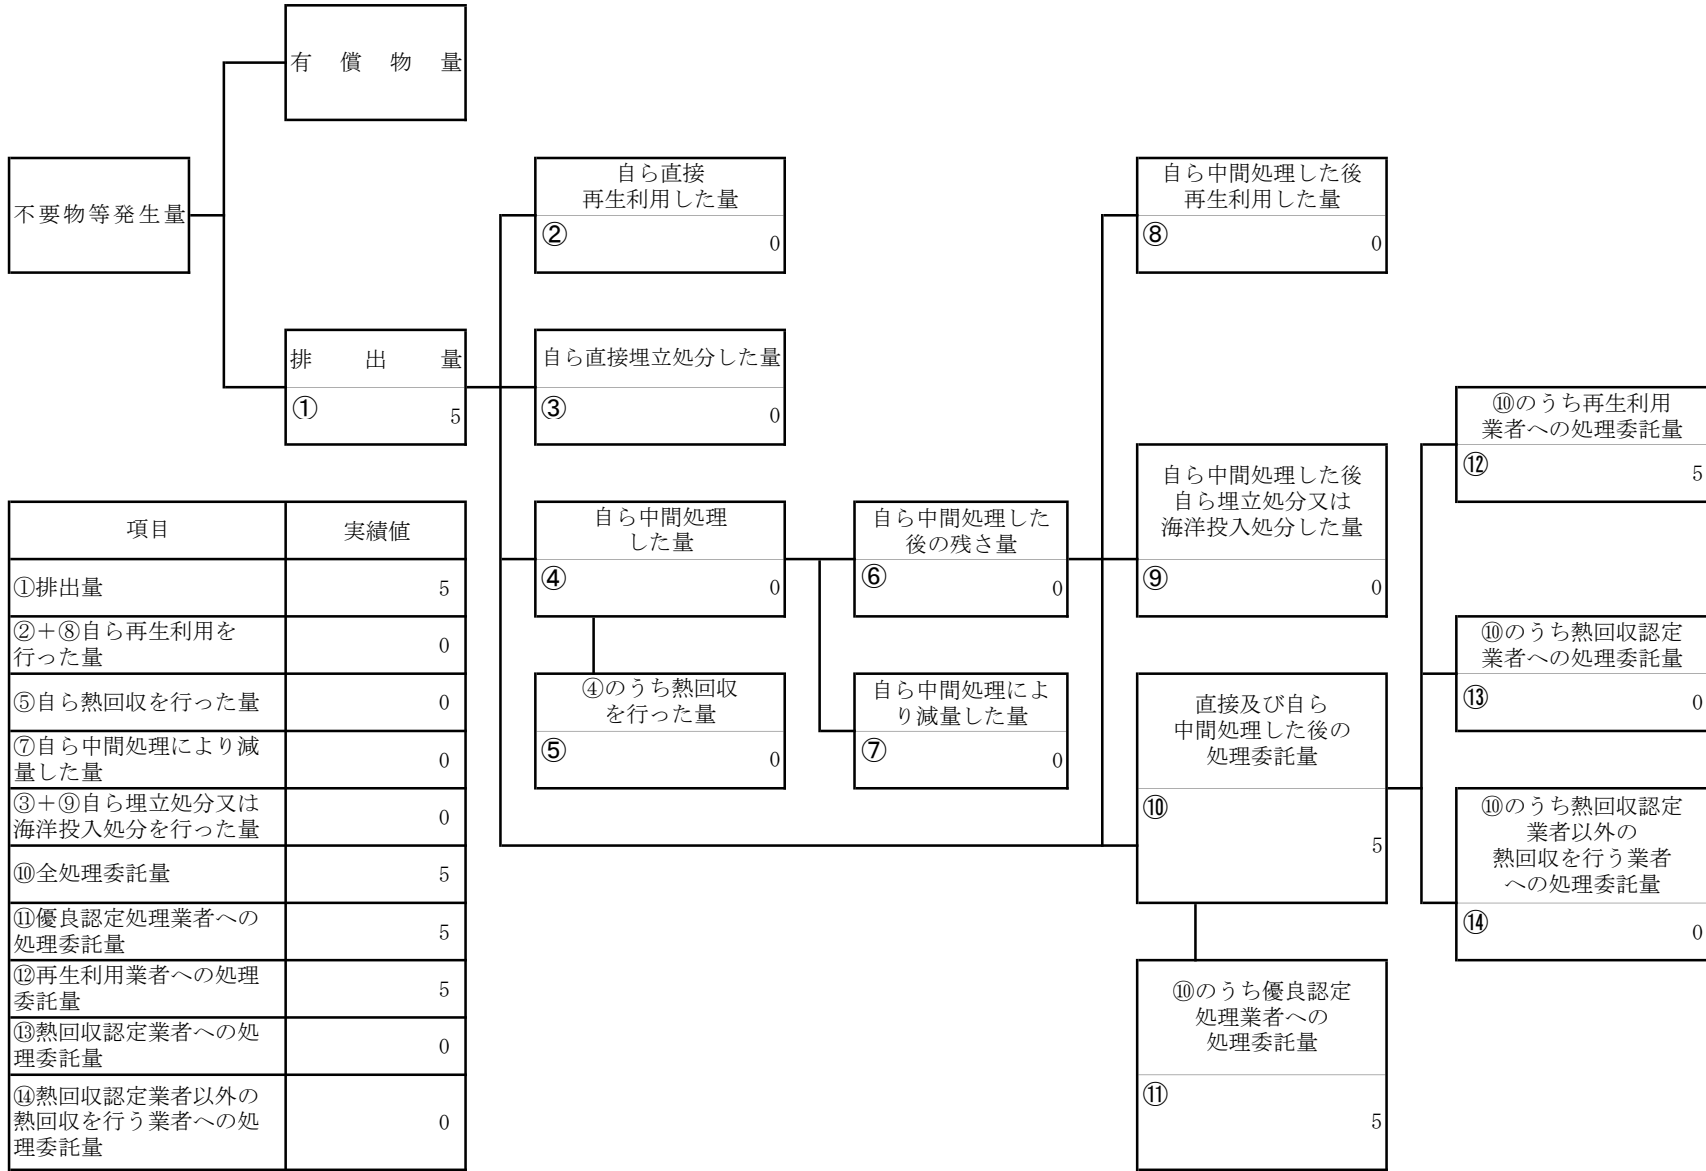 有償物量
不要物等発生量
排出量
①
5
自ら直接
再生利用した量
②
0
自ら直接埋立処分した量
③
0
自ら中間処理
した量
④
0
④のうち熱回収
を行った量
⑤
0
自ら中間処理した
後の残さ量
⑥
0
自ら中間処理によ
り減量した量
⑦
0
自ら中間処理した後
再生利用した量
⑧
0
自ら中間処理した後
自ら埋立処分又は
海洋投入処分した量
⑨
0
直接及び自ら
中間処理した後の
処理委託量
⑩
5
⑩のうち優良認定
処理業者への
処理委託量
⑪
5
⑩のうち再生利用
業者への処理委託量
⑫
5
⑩のうち熱回収認定
業者への処理委託量
⑬
0
⑩のうち熱回収認定
業者以外の
熱回収を行う業者
への処理委託量
⑭
0
項目 実績値
①排出量 5
②＋⑧自ら再生利用を
行った量 0
⑤自ら熱回収を行った量 0
⑦自ら中間処理により減
量した量 0
③＋⑨自ら埋立処分又は
海洋投入処分を行った量 0
⑩全処理委託量 5
⑪優良認定処理業者への
処理委託量 5
⑫再生利用業者への処理
委託量 5
⑬熱回収認定業者への処
理委託量 0
⑭熱回収認定業者以外の
熱回収を行う業者への処
理委託量 0